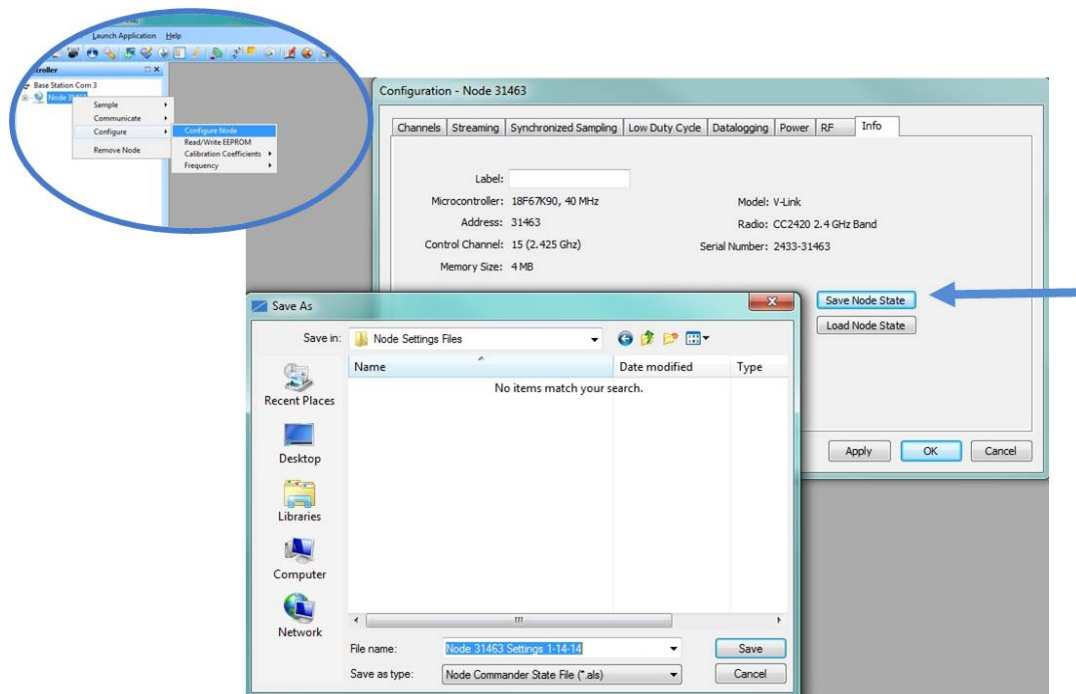 Launch Application Help
Base Station Com 3
Node
Sample
Communicate
Configure
Remove Node
Configure Node
Read/Write EEPROM
Calibration Coefficients
Frequency
Configuration - Node 31463
Channels Streaming Synchronized Sampling Low Duty Cycle Datalogging Power RF Info
Label:
Microcontroller: 18F67K90, 40 MHz Model: V-Link
Address: 31463 Radio: CC2420 2.4 GHz Band
Control Channel: 15 (2.425 Ghz) Serial Number: 2433-31463
Memory Size: 4 MB
Save Node State
Load Node State
Apply OK Cancel
Save As
Save in: Node Settings Files
Name Date modified Type
No items match your search.
Recent Places
Desktop
Libraries
Computer
Network
File name: Node 31463 Settings 1-14-14 Save
Save as type: Node Commander State File (*.als) Cancel